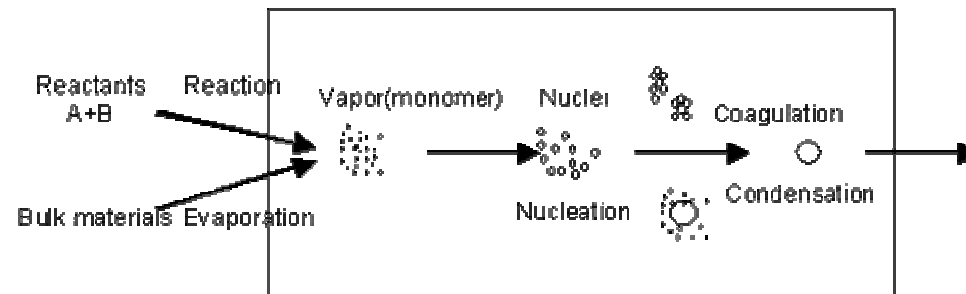 Reactants
A+B
Reaction
Vapor(monomer)
Nuclei
Coagulation
Bulk materials
Evaporation
Nucleation
Condensation